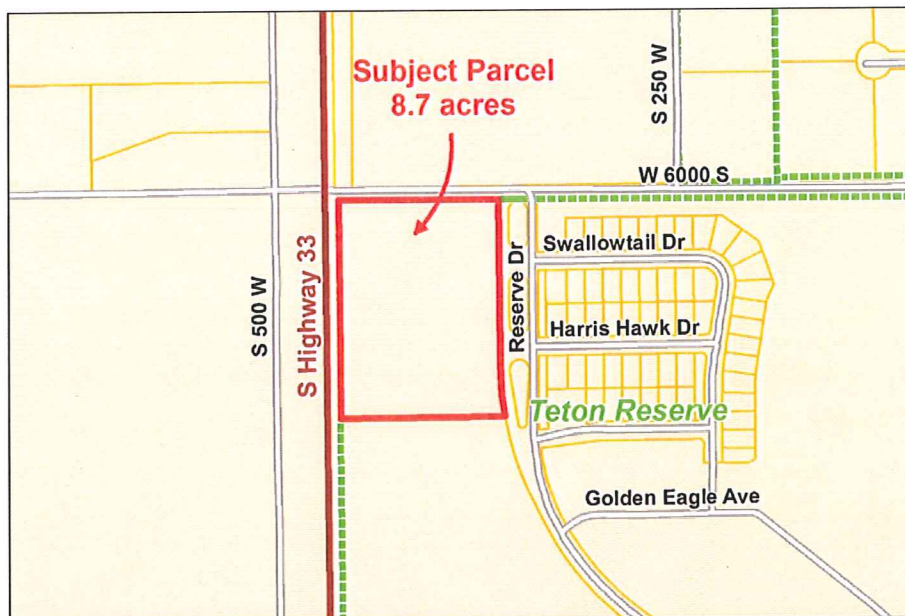 Subject Parcel
8.7 acres
S 250 W
W 6000 S
Swallowtail Dr
Reserve Dr
S Highway 33
S 500 W
Harris Hawk Dr
Teton Reserve
Golden Eagle Ave